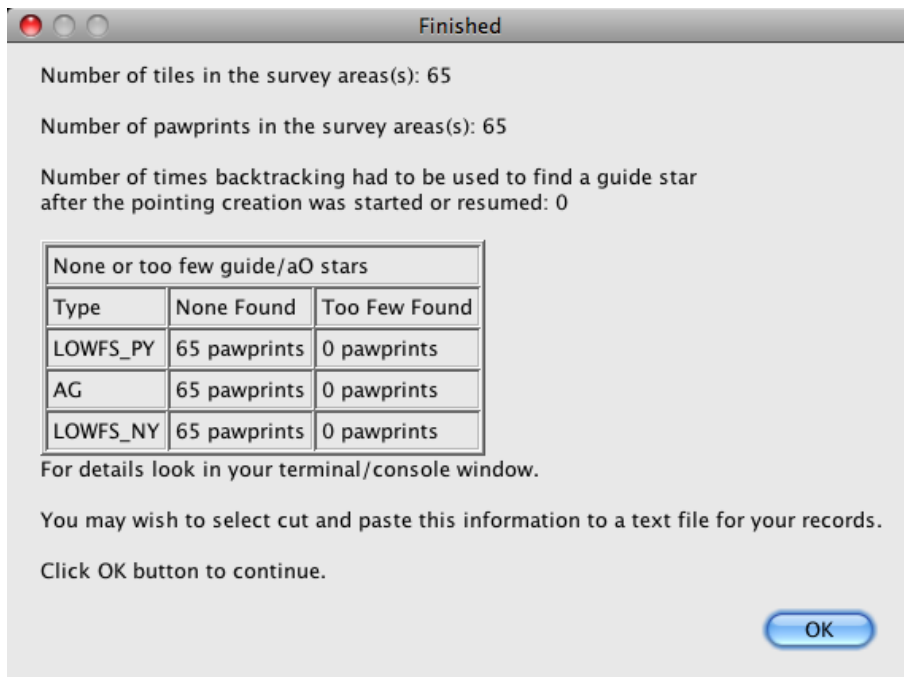 Finished
Number of tiles in the survey areas(s): 65
Number of pawprints in the survey areas(s): 65
Number of times backtracking had to be used to find a guide star
after the pointing creation was started or resumed: 0
None or too few guide/aO stars
Type None Found Too Few Found
LOWFS_PY 65 pawprints 0 pawprints
AG 65 pawprints 0 pawprints
LOWFS_NY 65 pawprints 0 pawprints
For details look in your terminal/console window.
You may wish to select cut and paste this information to a text file for your records.
Click OK button to continue.
OK